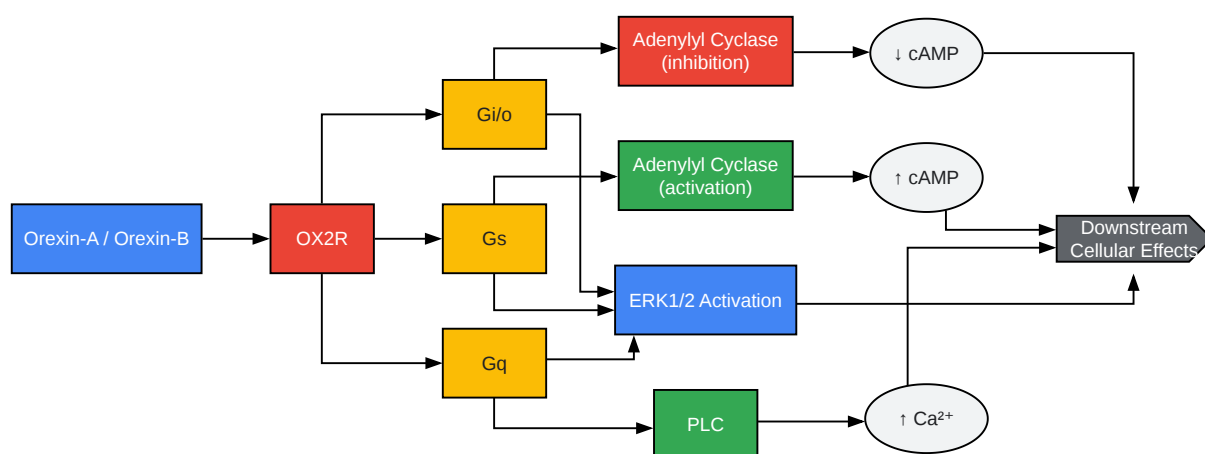 Adenylyl Cyclase
(inhibition)
↓ cAMP
Gi/o
Adenylyl Cyclase
(activation)
↑ cAMP
Orexin-A / Orexin-B
OX2R
Gs
Downstream
Cellular Effects
ERK1/2 Activation
Gq
PLC
↑ Ca²⁺